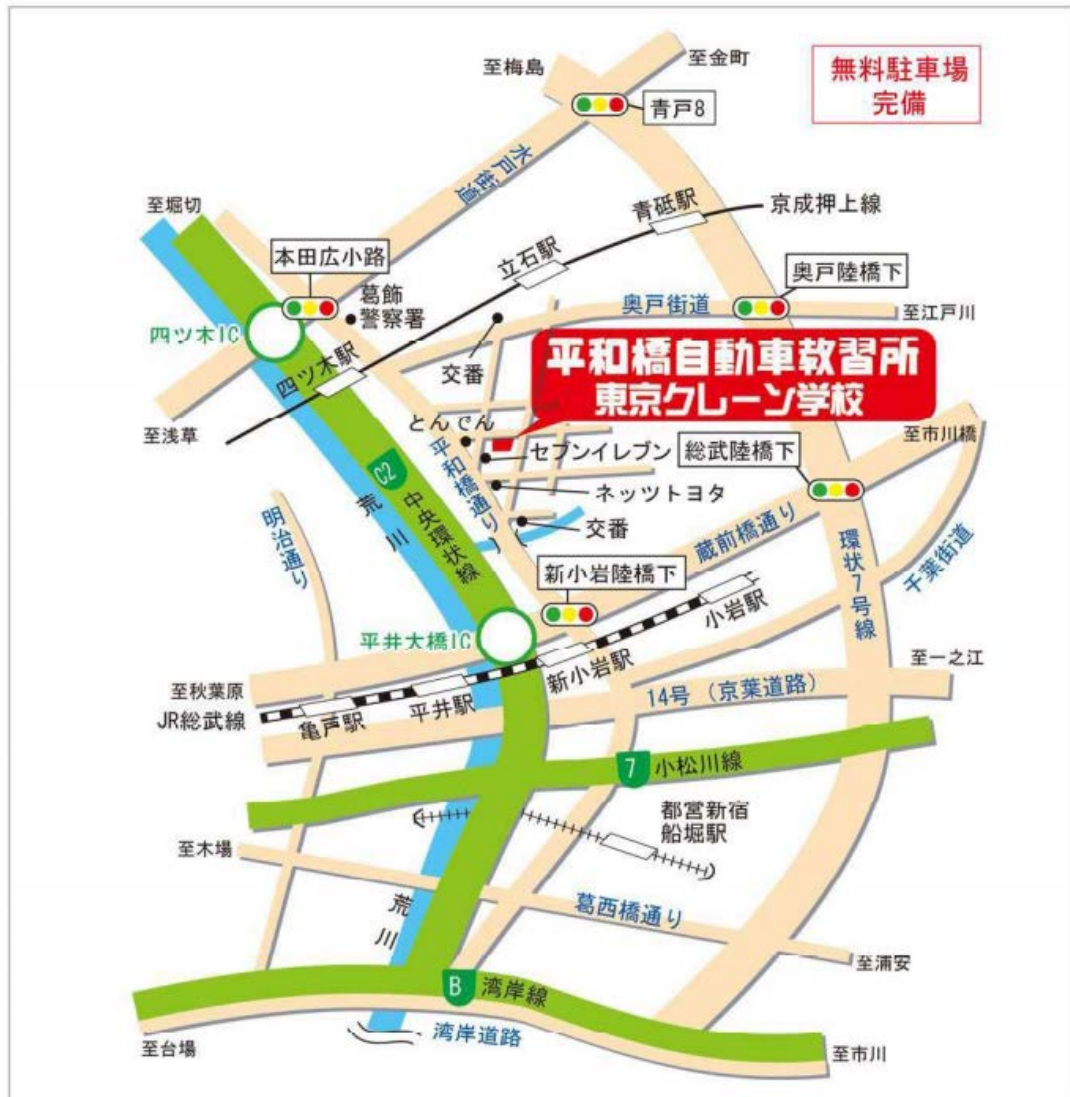 至梅島
至金町
無料駐車場
完備
青戸8
水戸街道
至堀切
青砥駅
京成押上線
本田広小路
立石駅
奥戸陸橋下
葛飾
警察署
奥戸街道
至江戸川
四ツ木IC
四ツ木駅
交番
平和橋自動車教習所
東京クレーン学校
至浅草
とんでん
至市川橋
平和橋通り
セブンイレブン
総武陸橋下
C2
中央環状線
荒川
ネッツトヨタ
明治通り
交番
蔵前橋通り
環状7号線
千葉街道
新小岩陸橋下
小岩駅
平井大橋IC
新小岩駅
至一之江
至秋葉原
JR総武線
亀戸駅
平井駅
14号(京葉道路)
7
小松川線
都営新宿
船堀駅
至木場
荒川
葛西橋通り
至浦安
B
湾岸線
湾岸道路
至台場
至市川